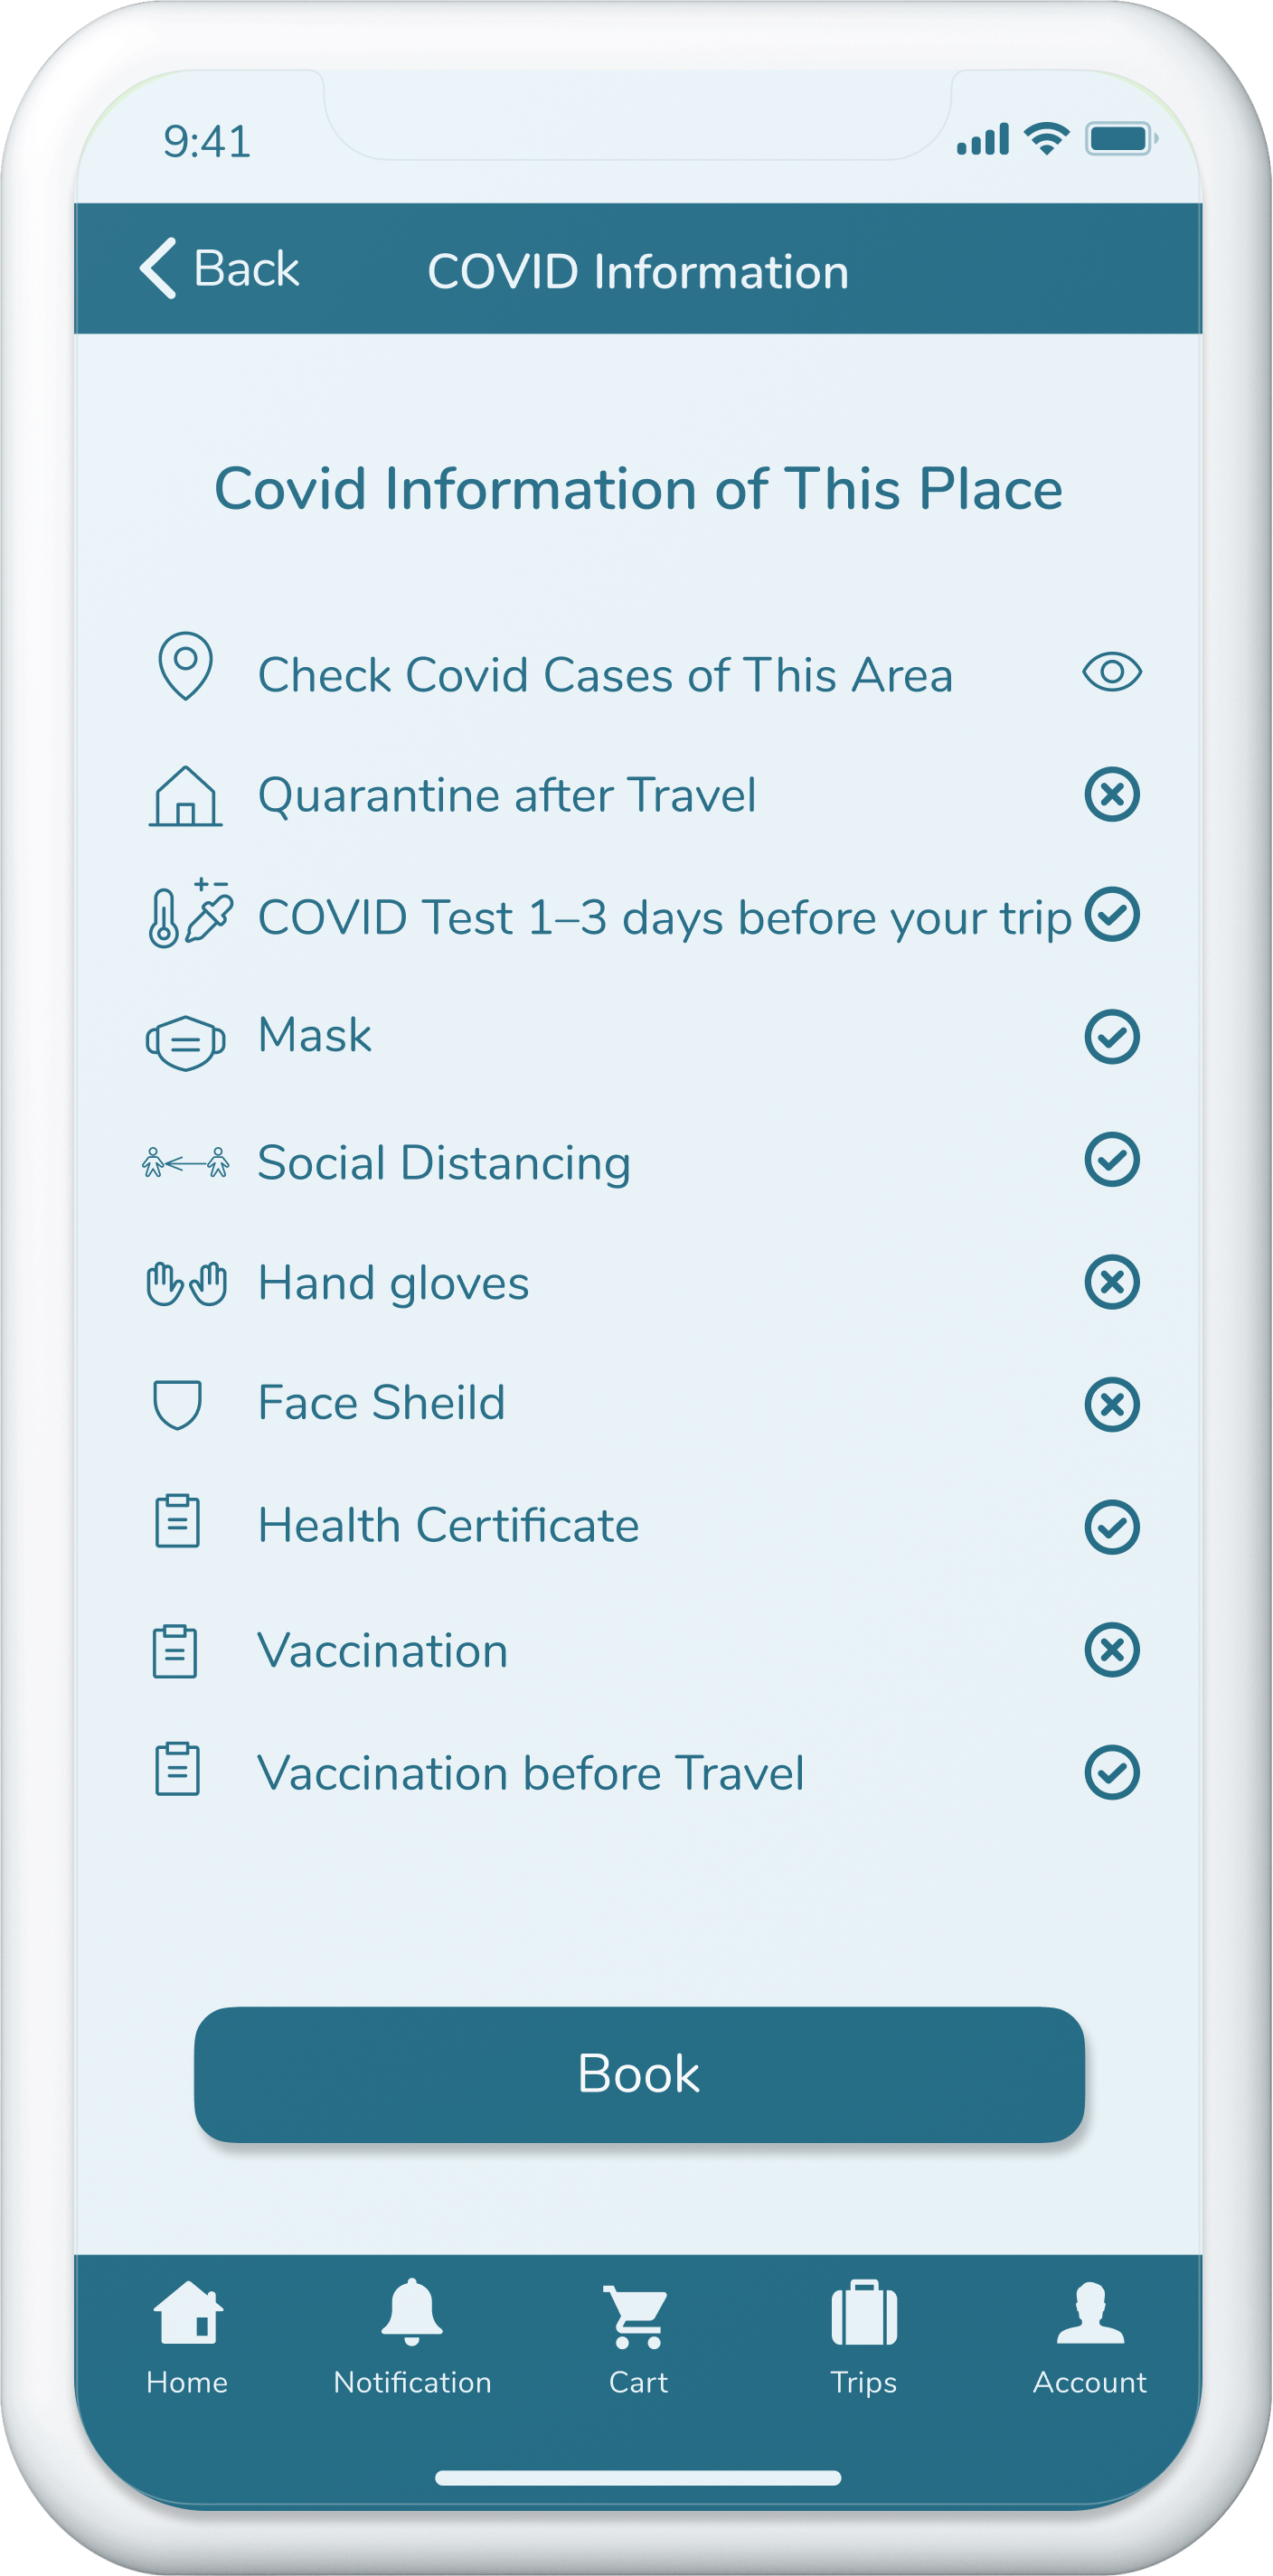 9:41
Back
COVID Information
Covid Information of This Place
Check Covid Cases of This Area
Quarantine after Travel
COVID Test 1–3 days before your trip
Mask
Social Distancing
Hand gloves
Face Sheild
Health Certificate
Vaccination
Vaccination before Travel
Book
Home Notification Cart Trips Account